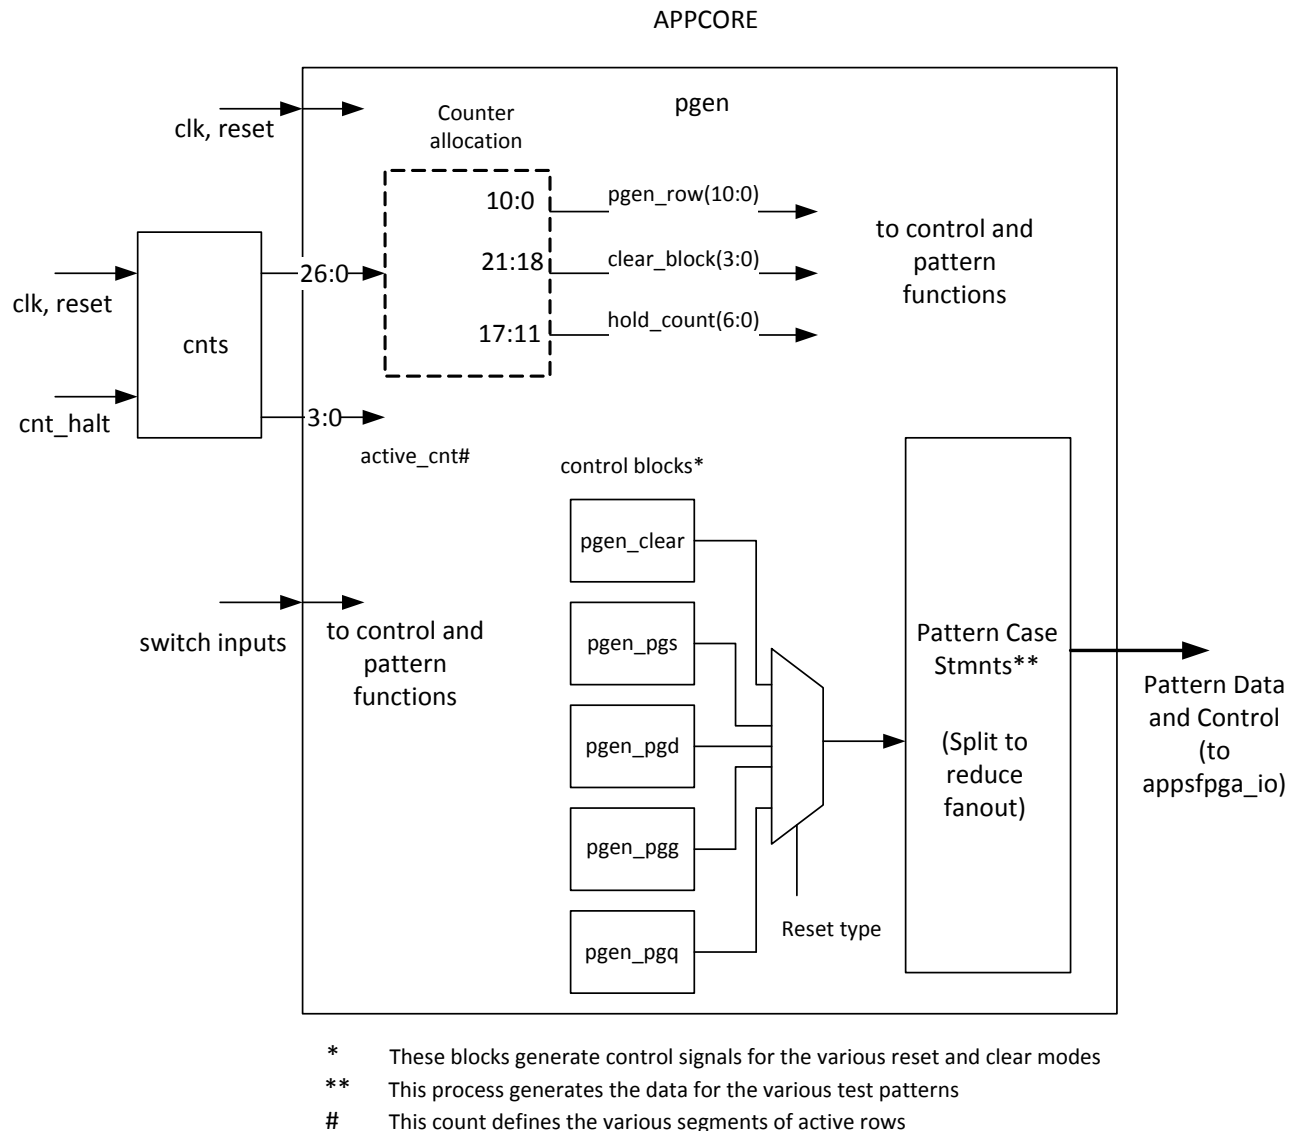 APPCORE
pgen
clk, reset
Counter
allocation
10:0
pgen_row(10:0)
21:18
clear_block(3:0)
17:11
hold_count(6:0)
to control and
pattern
functions
26:0
clk, reset
cnts
cnt_halt
3:0
active_cnt#
control blocks*
pgen_clear
pgen_pgs
pgen_pgd
pgen_pgg
pgen_pgq
switch inputs
to control and
pattern
functions
Reset type
Pattern Case
Stmnts**
(Split to
reduce
fanout)
Pattern Data
and Control
(to
appsfpga_io)
* These blocks generate control signals for the various reset and clear modes
** This process generates the data for the various test patterns
# This count defines the various segments of active rows